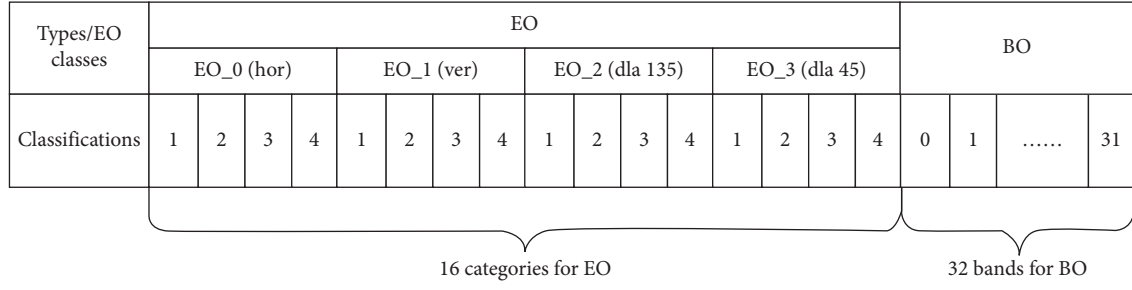 Types/EO
classes
EO
BO
EO_0 (hor)
EO_1 (ver)
EO_2 (dla 135)
EO_3 (dla 45)
Classifications 1 2 3 4 1 2 3 4 1 2 3 4 1 2 3 4 0 1 …… 31
16 categories for EO
32 bands for BO